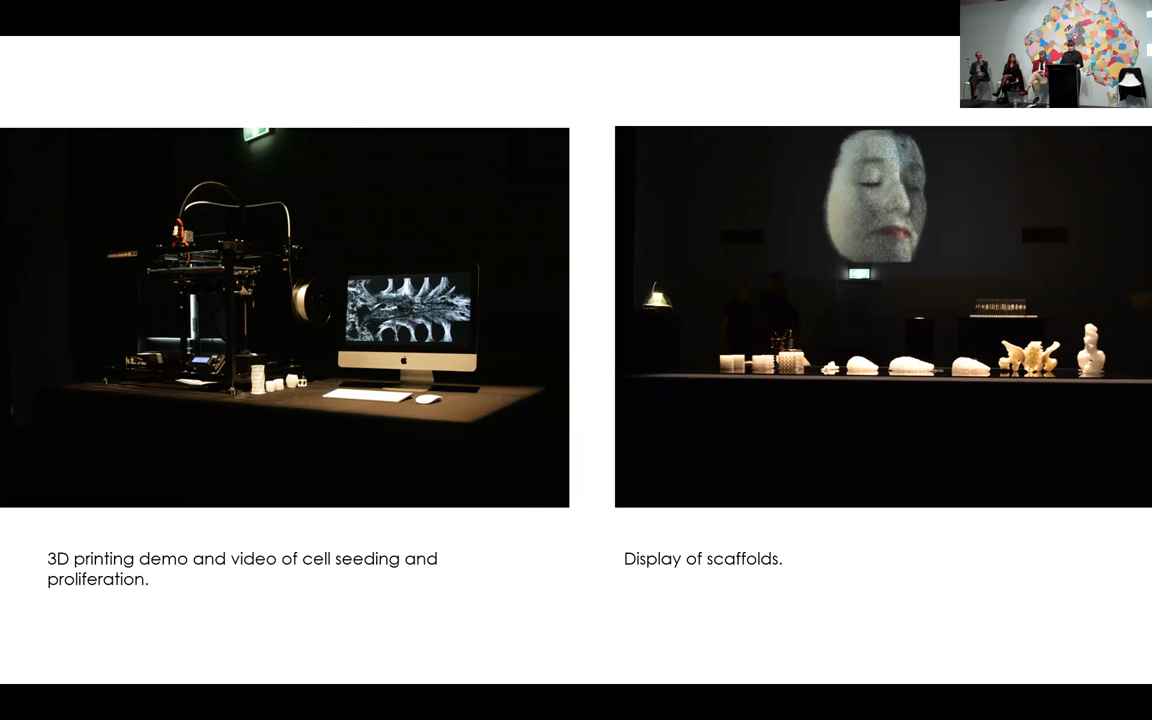 3D printing demo and video of cell seeding and
proliferation.
Display of scaffolds.